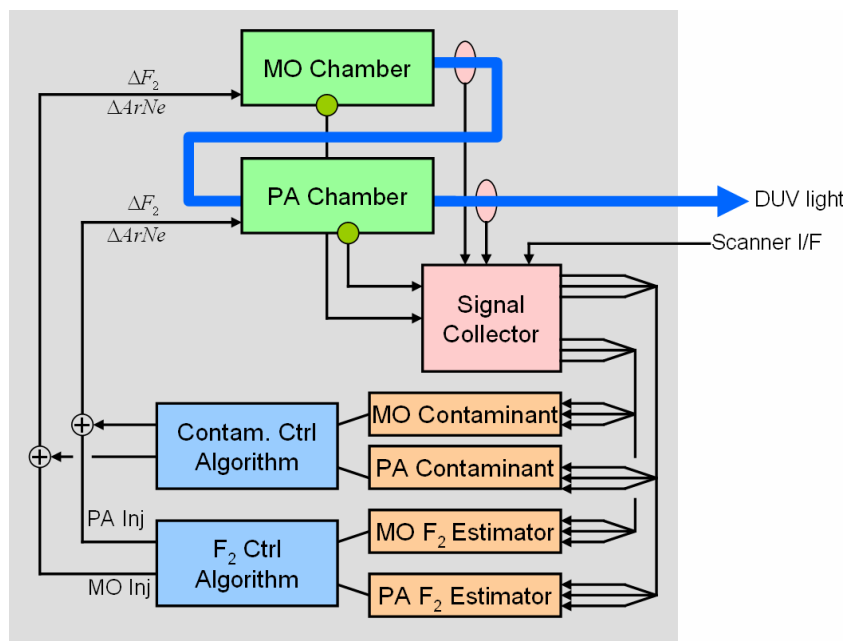 MO Chamber
ΔF₂
ΔArNe
PA Chamber
ΔF₂
ΔArNe
DUV light
Scanner I/F
Signal
Collector
MO Contaminant
Contam. Ctrl
Algorithm
PA Contaminant
PA Inj
MO F₂ Estimator
F₂ Ctrl
Algorithm
MO Inj
PA F₂ Estimator